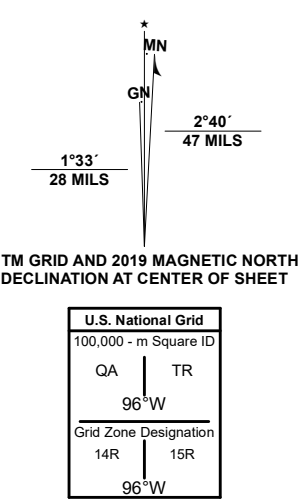 ★
MN
GN
2°40´
47 MILS
1°33´
28 MILS
TM GRID AND 2019 MAGNETIC NORTH
DECLINATION AT CENTER OF SHEET
U.S. National Grid
100,000 - m Square ID
QA TR
96°W
Grid Zone Designation
14R 15R
96°W